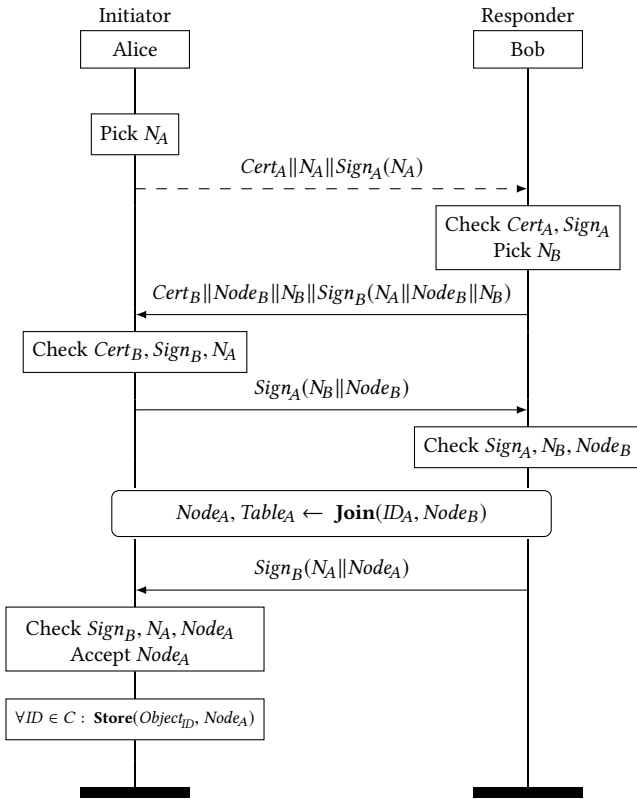 Initiator
Responder
Alice
Bob
Pick N_A
Cert_A||N_A||Sign_A(N_A)
Check Cert_A, Sign_A
Pick N_B
Cert_B||Node_B||N_B||Sign_B(N_A||Node_B||N_B)
Check Cert_B, Sign_B, N_A
Sign_A(N_B||Node_B)
Check Sign_A, N_B, Node_B
Node_A, Table_A ← Join(ID_A, Node_B)
Sign_B(N_A||Node_A)
Check Sign_B, N_A, Node_A
Accept Node_A
∀ID ∈ C : Store(Object_ID, Node_A)